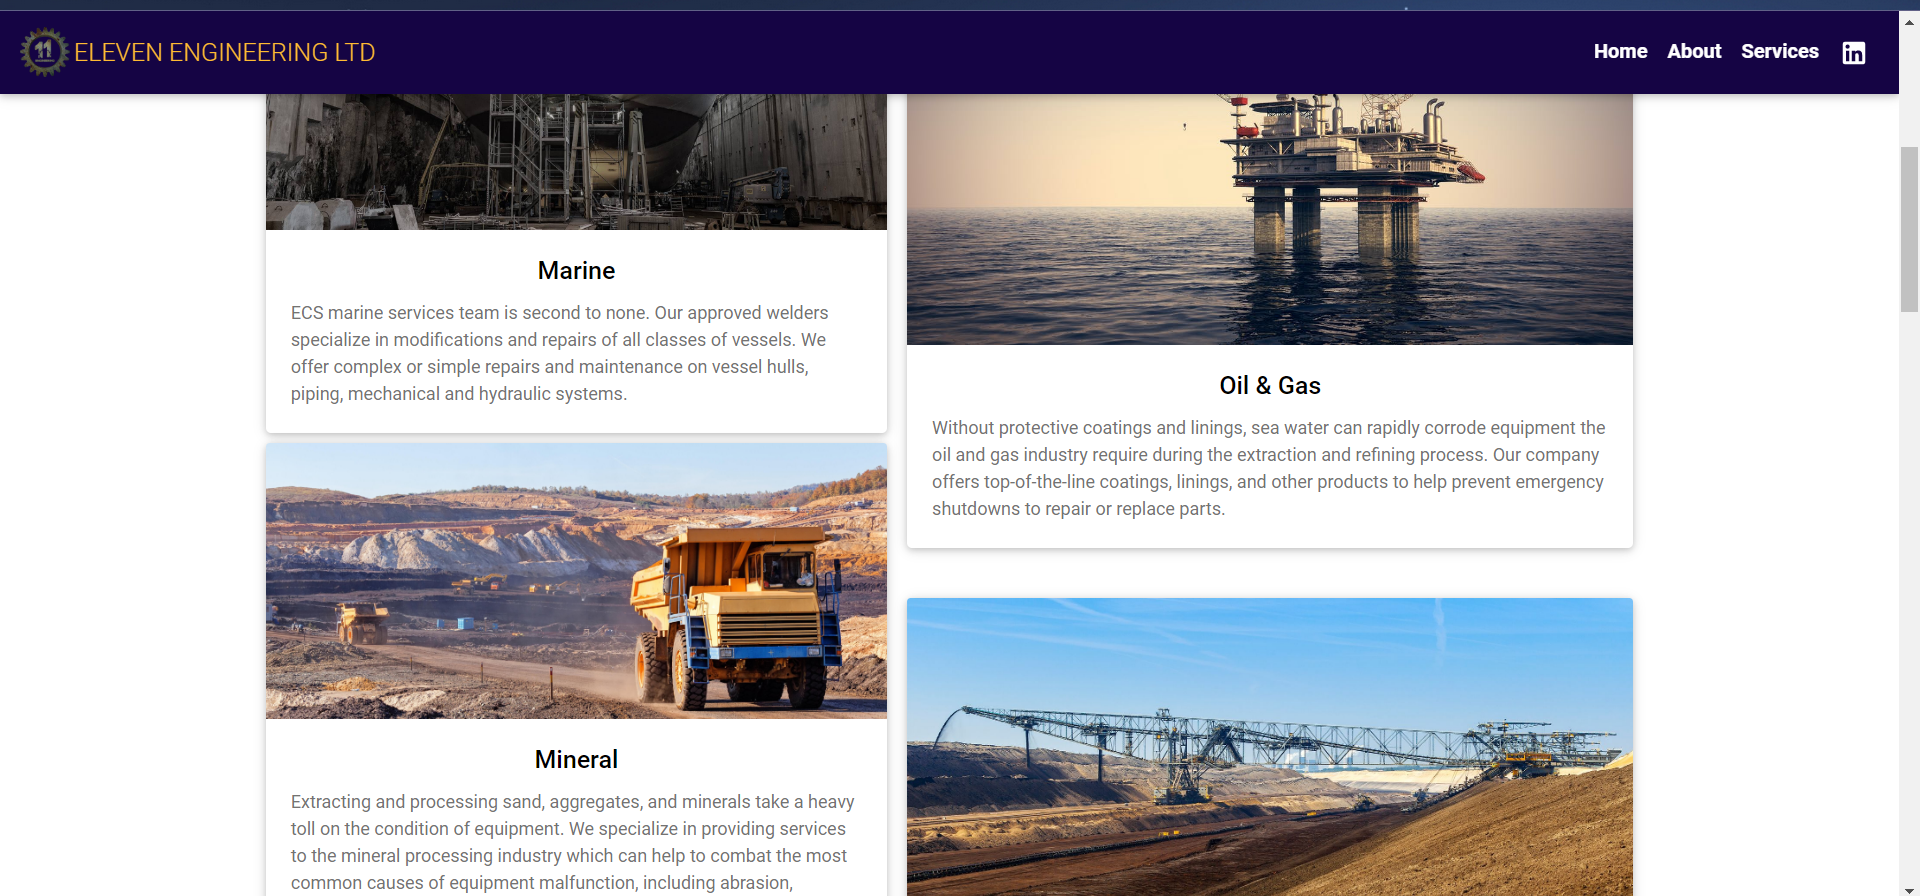 11
ELEVEN ENGINEERING LTD
Home About Services in
Marine
ECS marine services team is second to none. Our approved welders
specialize in modifications and repairs of all classes of vessels. We
offer complex or simple repairs and maintenance on vessel hulls,
piping, mechanical and hydraulic systems.
Oil & Gas
Without protective coatings and linings, sea water can rapidly corrode equipment the
oil and gas industry require during the extraction and refining process. Our company
offers top-of-the-line coatings, linings, and other products to help prevent emergency
shutdowns to repair or replace parts.
Mineral
Extracting and processing sand, aggregates, and minerals take a heavy
toll on the condition of equipment. We specialize in providing services
to the mineral processing industry which can help to combat the most
common causes of equipment malfunction, including abrasion,